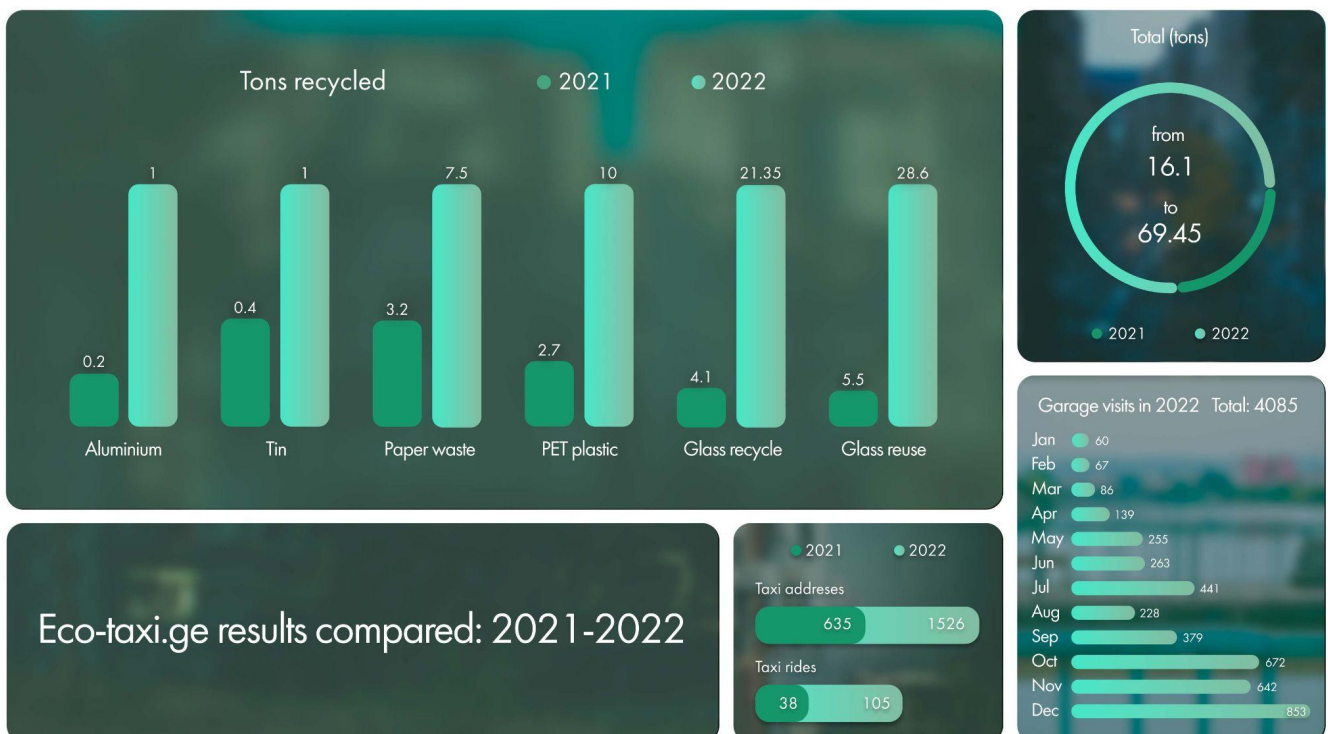 Tons recycled 2021 2022
1 1 7.5 10 21.35 28.6
0.2 0.4 3.2 2.7 4.1 5.5
Aluminium Tin Paper waste PET plastic Glass recycle Glass reuse
Total (tons)
from
16.1
to
69.45
2021 2022
Eco-taxi.ge results compared: 2021-2022
2021 2022
Taxi addreses
635 1526
Taxi rides
38 105
Garage visits in 2022 Total: 4085
Jan 60
Feb 67
Mar 86
Apr 139
May 255
Jun 263
Jul 441
Aug 228
Sep 379
Oct 672
Nov 642
Dec 853